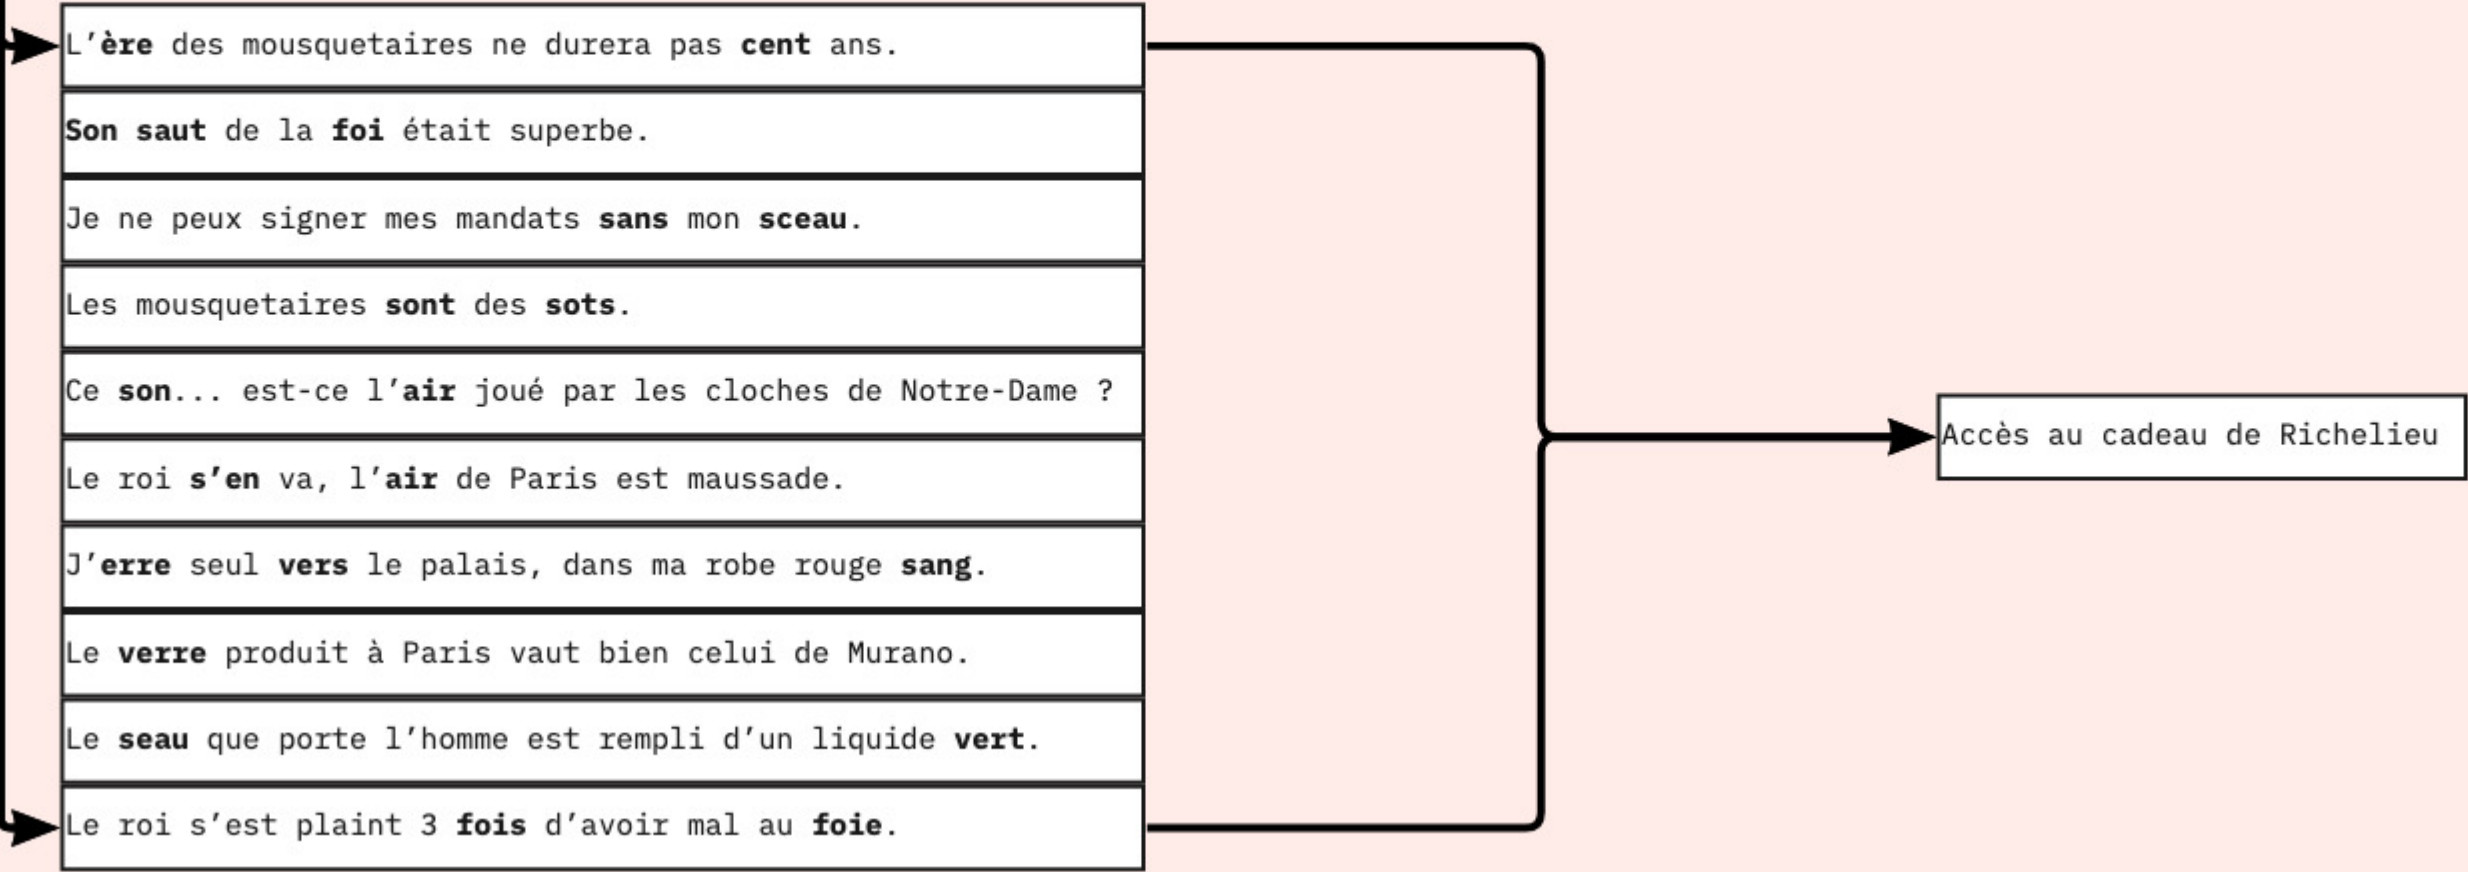 L’ère des mousquetaires ne durera pas cent ans.
Son saut de la foi était superbe.
Je ne peux signer mes mandats sans mon sceau.
Les mousquetaires sont des sots.
Ce son... est-ce l’air joué par les cloches de Notre-Dame ?
Le roi s’en va, l’air de Paris est maussade.
J’erre seul vers le palais, dans ma robe rouge sang.
Le verre produit à Paris vaut bien celui de Murano.
Le seau que porte l’homme est rempli d’un liquide vert.
Le roi s’est plaint 3 fois d’avoir mal au foie.
Accès au cadeau de Richelieu